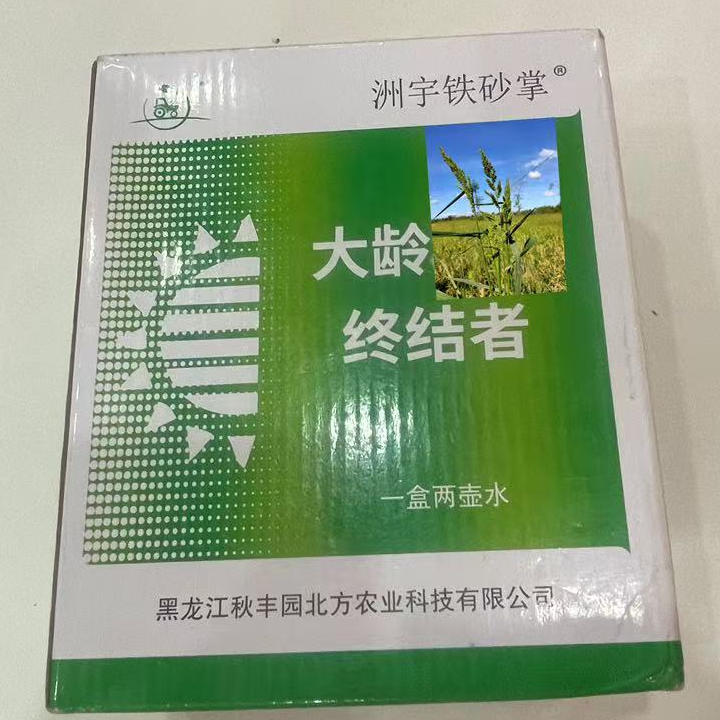 洲宇铁砂掌®
大龄
终结者
一盒两壶水
黑龙江秋丰园北方农业科技有限公司